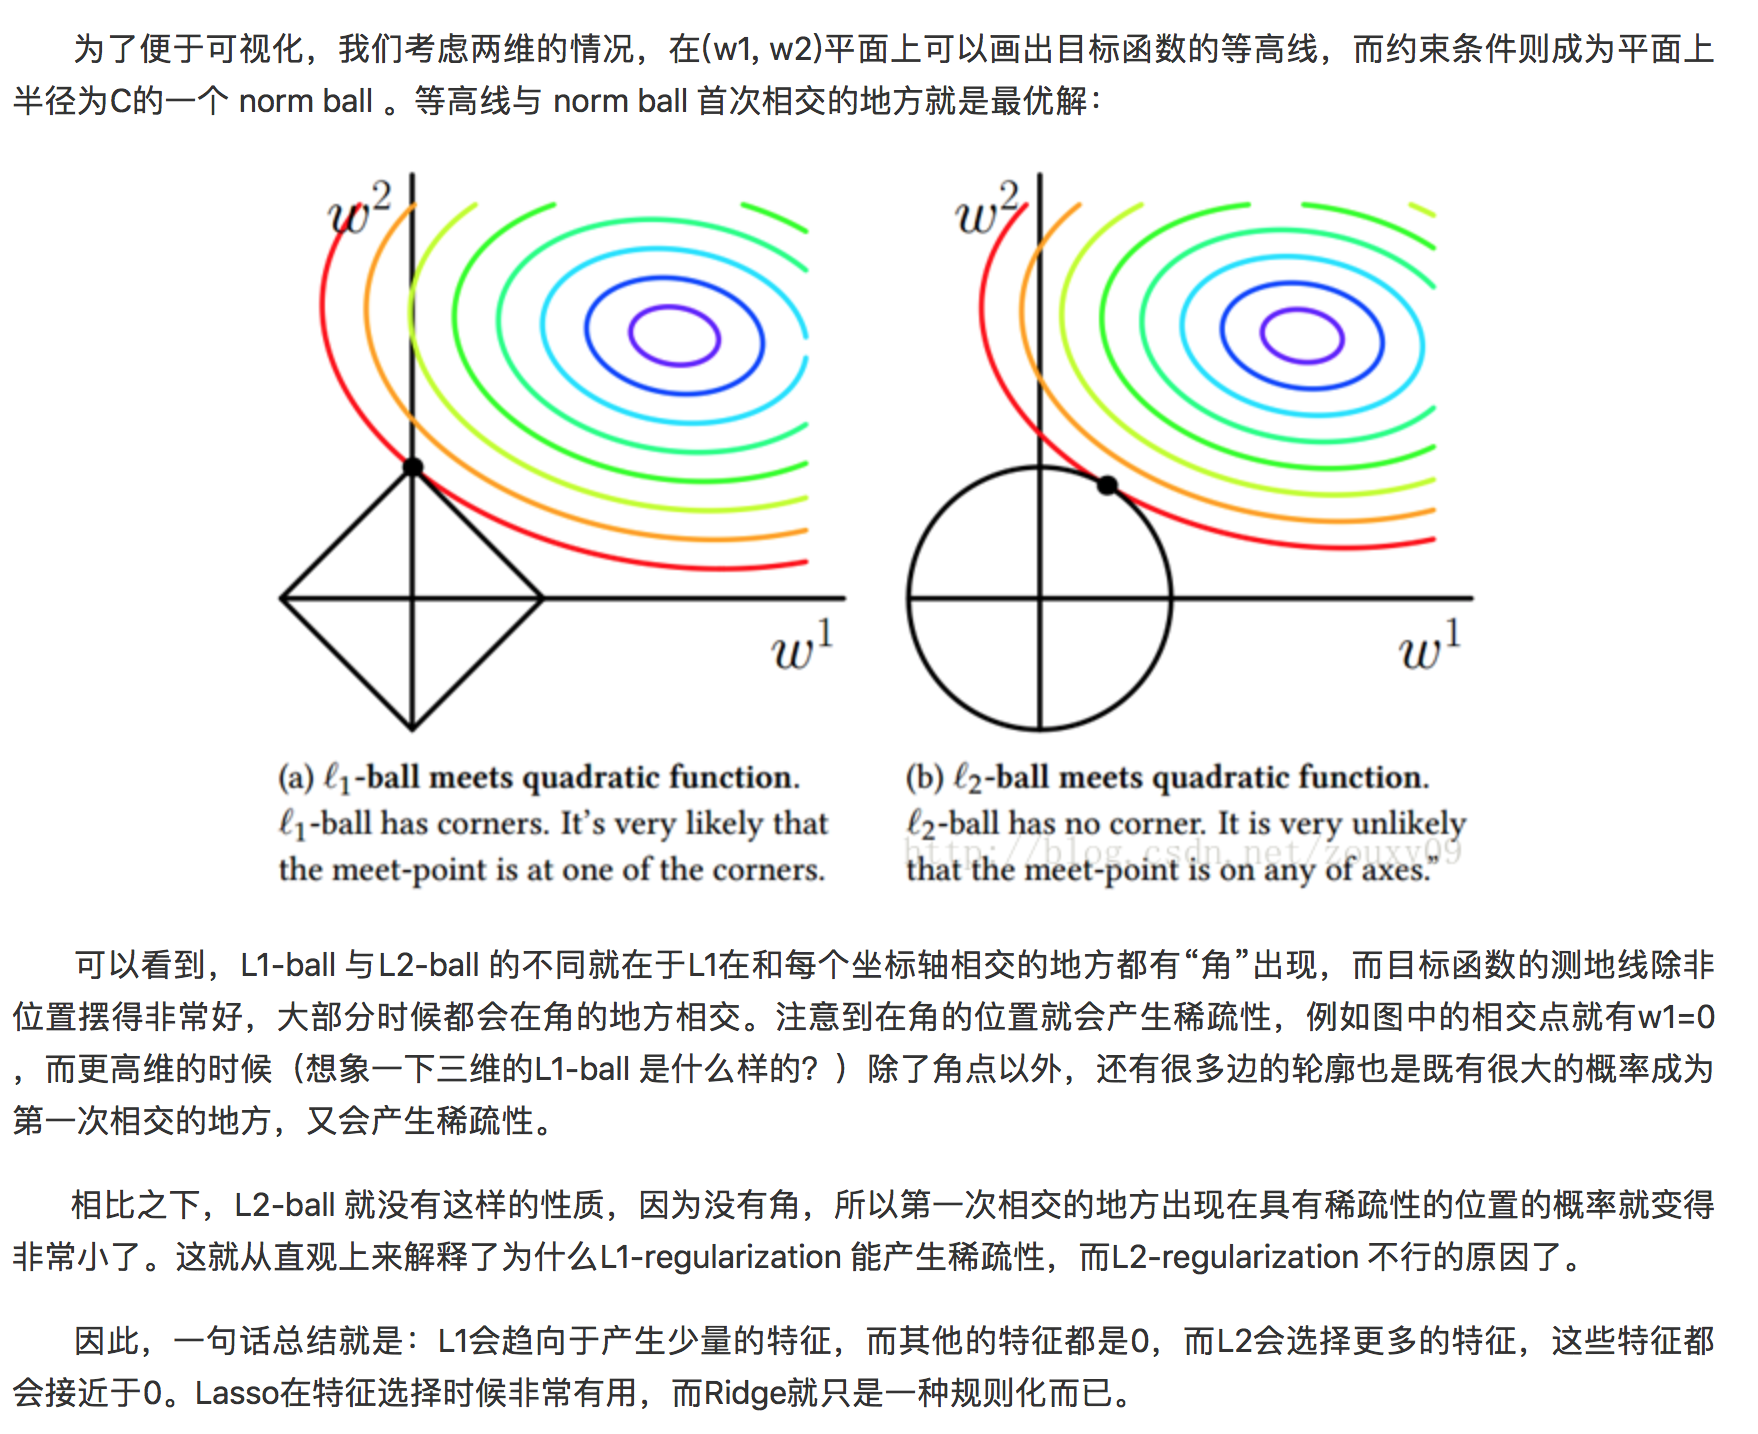 为了便于可视化，我们考虑两维的情况，在(w1, w2)平面上可以画出目标函数的等高线，而约束条件则成为平面上
半径为C的一个 norm ball 。等高线与 norm ball 首次相交的地方就是最优解：
w²
w²
w¹
w¹
(a) ℓ₁-ball meets quadratic function.
ℓ₁-ball has corners. It's very likely that
the meet-point is at one of the corners.
(b) ℓ₂-ball meets quadratic function.
ℓ₂-ball has no corner. It is very unlikely
http://blog.csdn.net/zouxy09
that the meet-point is on any of axes.”
可以看到，L1-ball 与L2-ball 的不同就在于L1在和每个坐标轴相交的地方都有“角”出现，而目标函数的测地线除非
位置摆得非常好，大部分时候都会在角的地方相交。注意到在角的位置就会产生稀疏性，例如图中的相交点就有w1=0
，而更高维的时候（想象一下三维的L1-ball 是什么样的？）除了角点以外，还有很多边的轮廓也是既有很大的概率成为
第一次相交的地方，又会产生稀疏性。
相比之下，L2-ball 就没有这样的性质，因为没有角，所以第一次相交的地方出现在具有稀疏性的位置的概率就变得
非常小了。这就从直观上来解释了为什么L1-regularization 能产生稀疏性，而L2-regularization 不行的原因了。
因此，一句话总结就是：L1会趋向于产生少量的特征，而其他的特征都是0，而L2会选择更多的特征，这些特征都
会接近于0。Lasso在特征选择时候非常有用，而Ridge就只是一种规则化而已。